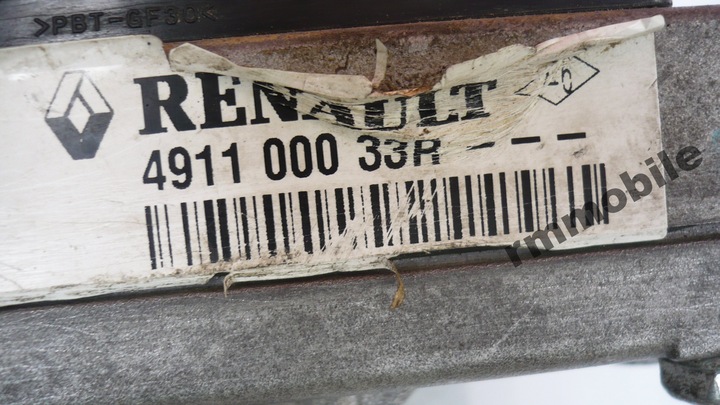 >PBT-GF30<
RENAULT
4911 000 33R - - -
rmmobile